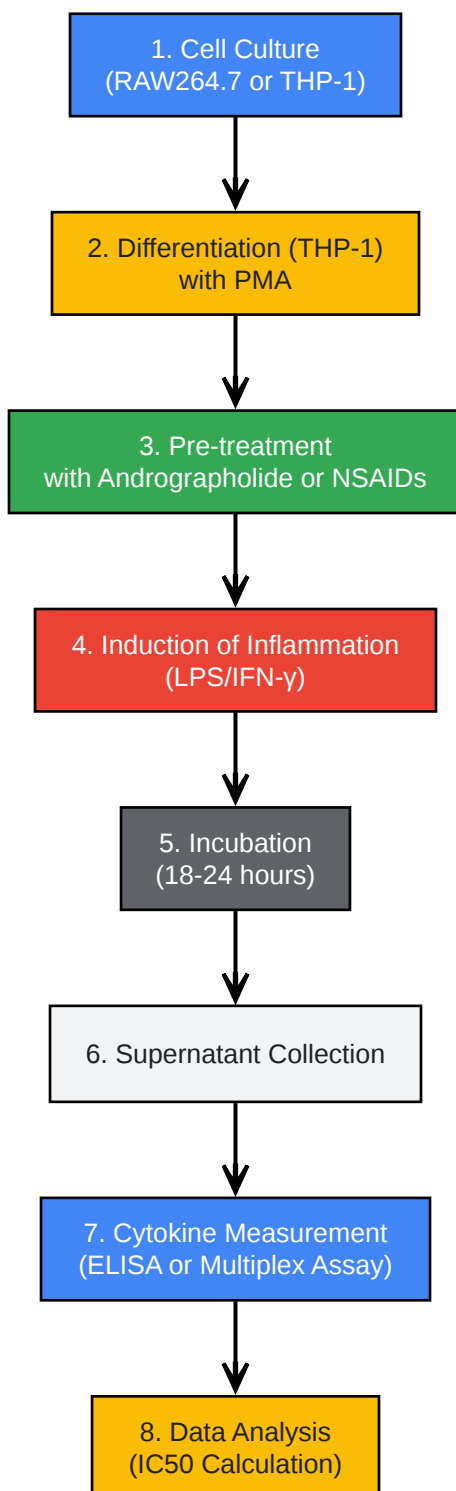 1. Cell Culture
(RAW264.7 or THP-1)
2. Differentiation (THP-1)
with PMA
3. Pre-treatment
with Andrographolide or NSAIDs
4. Induction of Inflammation
(LPS/IFN-γ)
5. Incubation
(18-24 hours)
6. Supernatant Collection
7. Cytokine Measurement
(ELISA or Multiplex Assay)
8. Data Analysis
(IC50 Calculation)